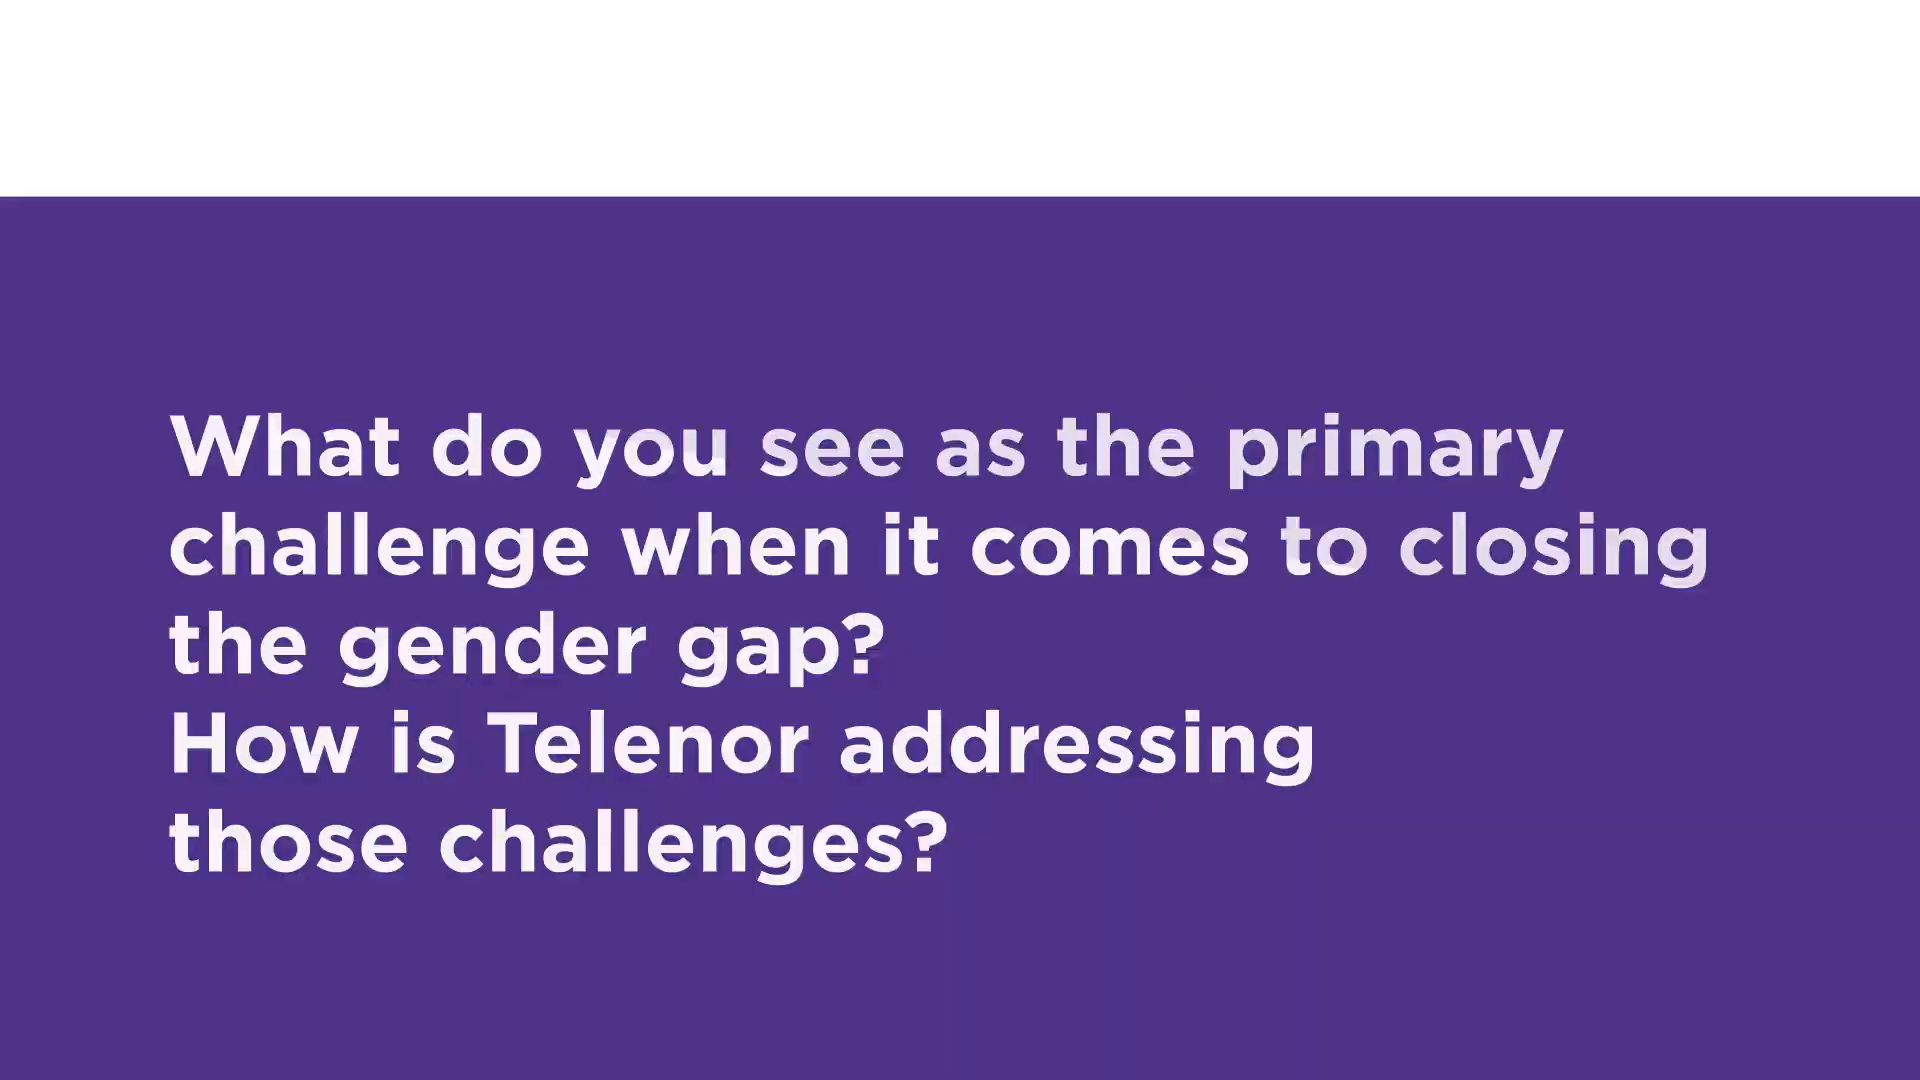 What do you see as the primary
challenge when it comes to closing
the gender gap?
How is Telenor addressing
those challenges?